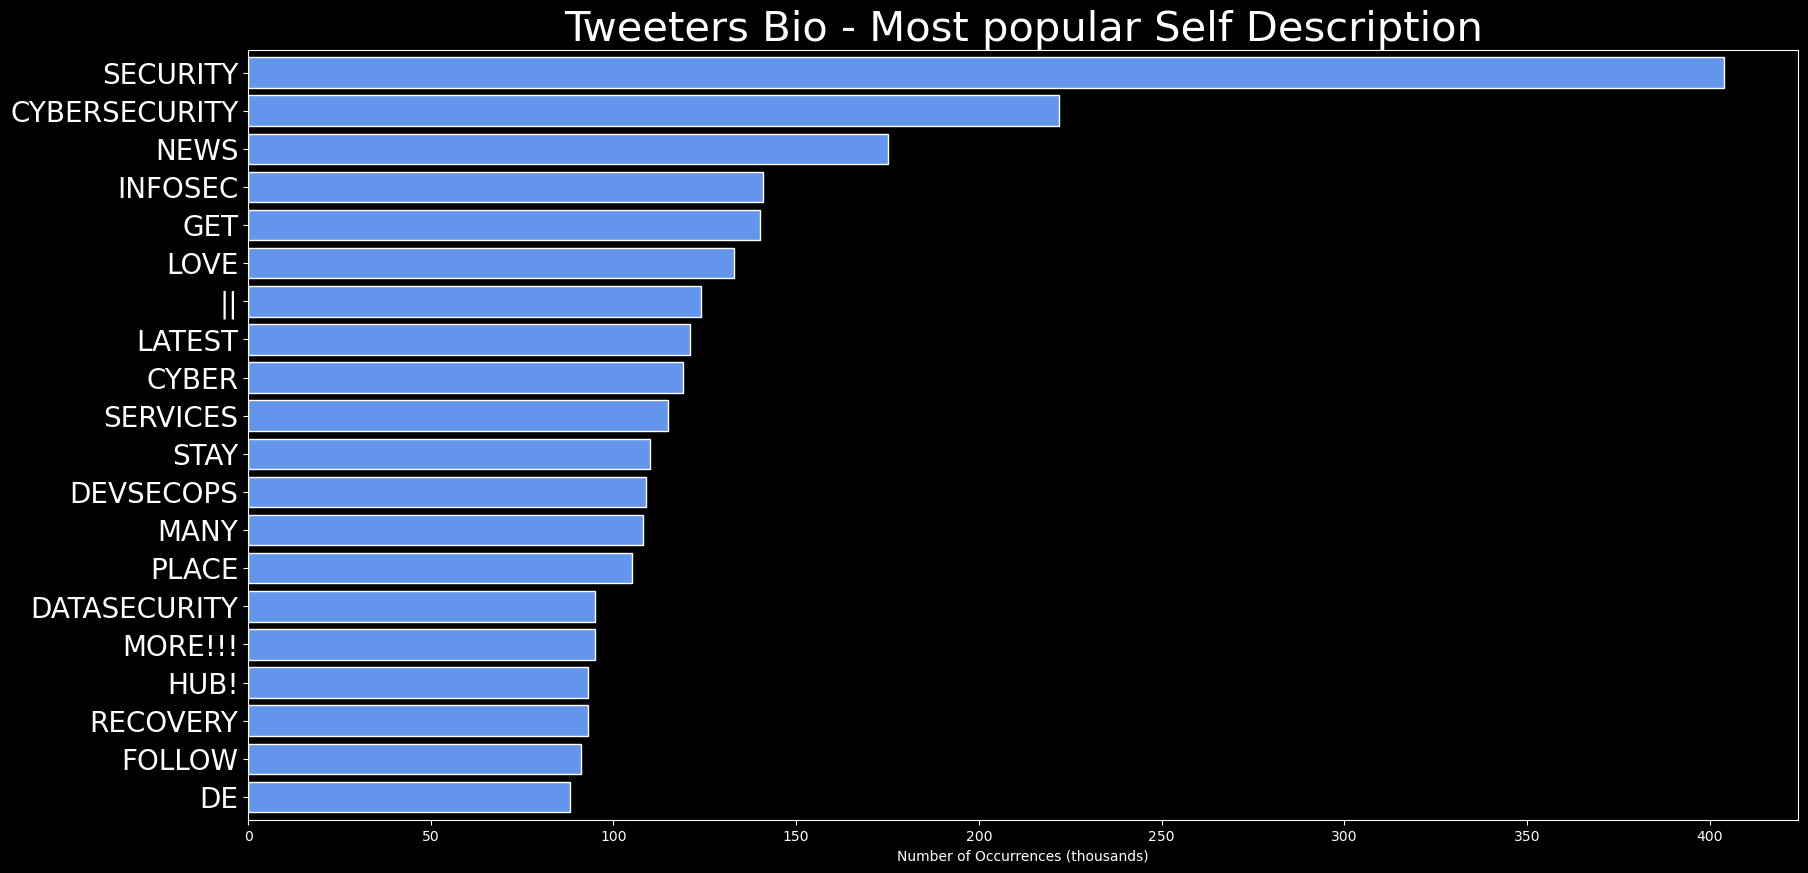 Tweeters Bio - Most popular Self Description
SECURITY
CYBERSECURITY
NEWS
INFOSEC
GET
LOVE
||
LATEST
CYBER
SERVICES
STAY
DEVSECOPS
MANY
PLACE
DATASECURITY
MORE!!!
HUB!
RECOVERY
FOLLOW
DE
0 50 100 150 200 250 300 350 400
Number of Occurrences (thousands)